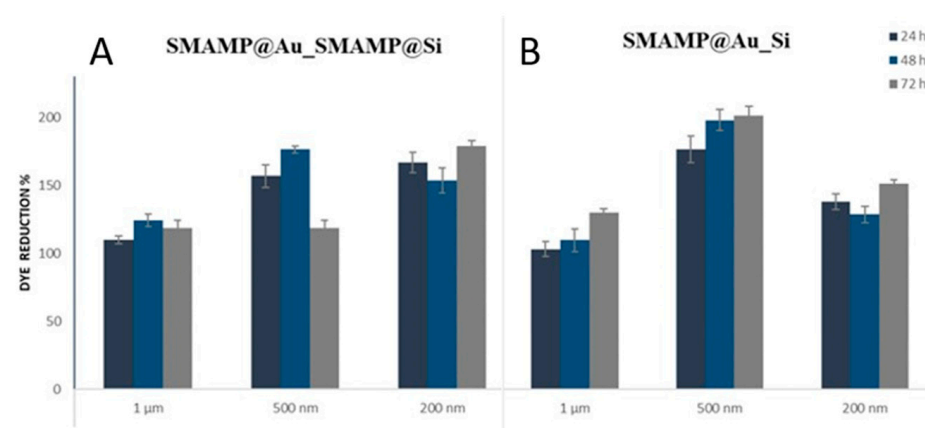 A
SMAMP@Au_SMAMP@Si
B
SMAMP@Au_Si
24 h
48 h
72 h
DYE REDUCTION %
200
150
100
50
0
1 µm
500 nm
200 nm
1 µm
500 nm
200 nm